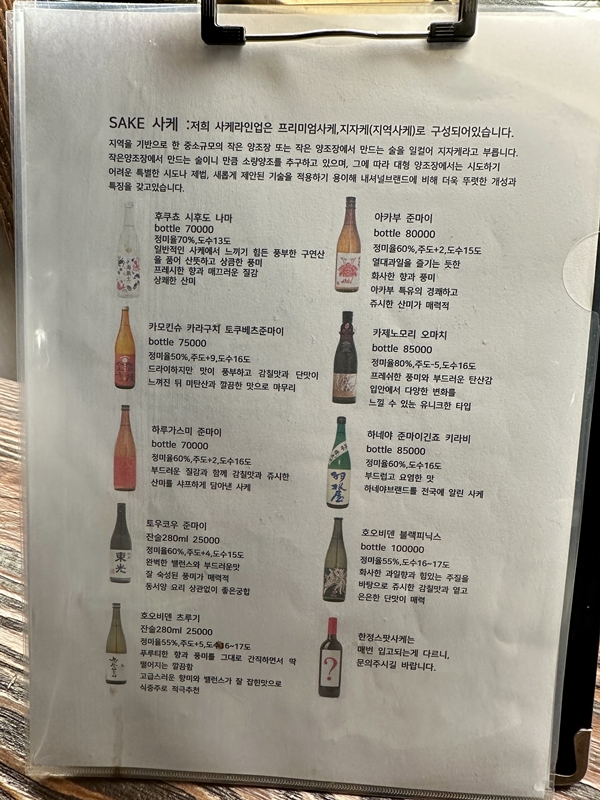 SAKE 사케 :저희 사케라인업은 프리미엄사케,지자케(지역사케)로 구성되어있습니다.
지역을 기반으로 한 중소규모의 작은 양조장 또는 작은 양조장에서 만드는 술을 일컬어 지자케라고 부릅니다.
작은양조장에서 만드는 술이니 만큼 소량양조를 추구하고 있으며, 그에 따라 대형 양조장에서는 시도하기
어려운 특별한 시도나 제법, 새롭게 제안된 기술을 적용하기 용이해 내셔널브랜드에 비해 더욱 뚜렷한 개성과
특징을 갖고있습니다.
후쿠쵸 시후도 나마
bottle 70000
정미율70%,도수13도
일반적인 사케에서 느끼기 힘든 풍부한 구연산
을 품어 산뜻하고 상큼한 풍미
프레시한 향과 매끄러운 질감
상쾌한 산미
카모킨슈 카라구치 토쿠베츠준마이
bottle 75000
정미율50%,주도+9,도수16도
드라이하지만 맛이 풍부하고 감칠맛과 단맛이
느껴진 뒤 미탄산과 깔끔한 맛으로 마무리
하루가스미 준마이
bottle 70000
정미율60%,주도+2,도수16도
부드러운 질감과 함께 감칠맛과 쥬시한
산미를 샤프하게 담아낸 사케
토우코우 준마이
잔술280ml 25000
정미율60%,주도+4,도수15도
완벽한 밸런스와 부드러운맛
잘 숙성된 풍미가 매력적
동서양 요리 상관없이 좋은궁합
東光
호오비덴 츠루기
잔술280ml 25000
정미율55%,주도+5,도수16~17도
푸루티한 향과 풍미를 그대로 간직하면서 딱
떨어지는 깔끔함
고급스러운 향미와 밸런스가 잘 잡힌맛으로
식중주로 적극추천
아카부 준마이
bottle 80000
정미율60%,주도+2,도수15도
열대과일을 즐기는 듯한
화사한 향과 풍미
아카부 특유의 경쾌하고
쥬시한 산미가 매력적
카제노모리 오마치
bottle 85000
정미율80%,주도-5,도수16도
프레쉬한 풍미와 부드러운 탄산감
입안에서 다양한 변화를
느낄 수 있는 유니크한 타입
하네야 준마이긴죠 키라비
bottle 85000
정미율60%,도수16도
부드럽고 요염한 맛
하네야브랜드를 전국에 알린 사케
羽根屋
호오비덴 블랙피닉스
bottle 100000
정미율55%,도수16~17도
화사한 과일향과 힘있는 주질을
바탕으로 쥬시한 감칠맛과 엷고
은은한 단맛이 매력
한정스팟사케는
매번 입고되는게 다르니,
문의주시길 바랍니다.
?